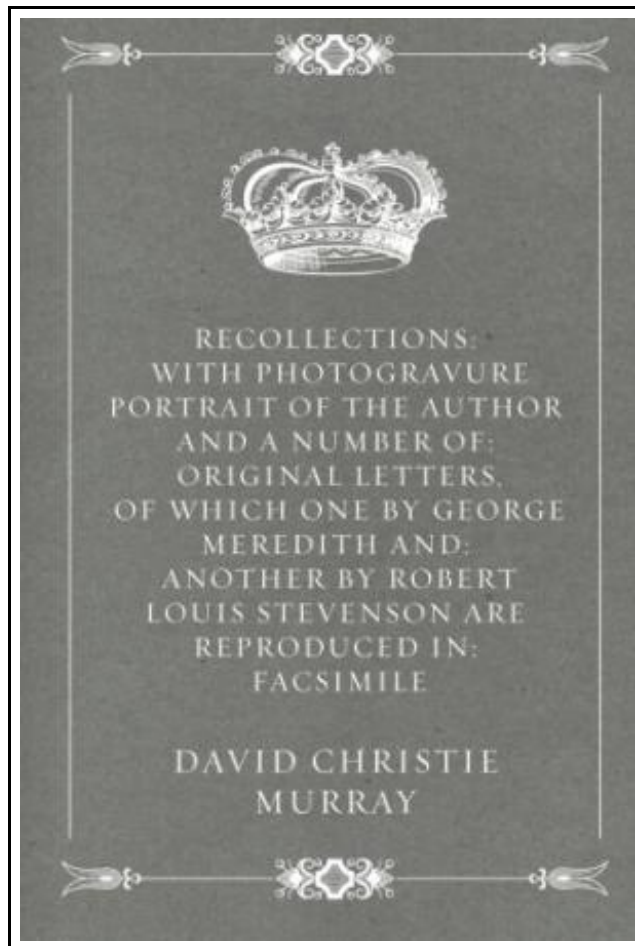 RECOLLECTIONS:
WITH PHOTOGRAVURE
PORTRAIT OF THE AUTHOR
AND A NUMBER OF:
ORIGINAL LETTERS,
OF WHICH ONE BY GEORGE
MEREDITH AND:
ANOTHER BY ROBERT
LOUIS STEVENSON ARE
REPRODUCED IN:
FACSIMILE
DAVID CHRISTIE
MURRAY